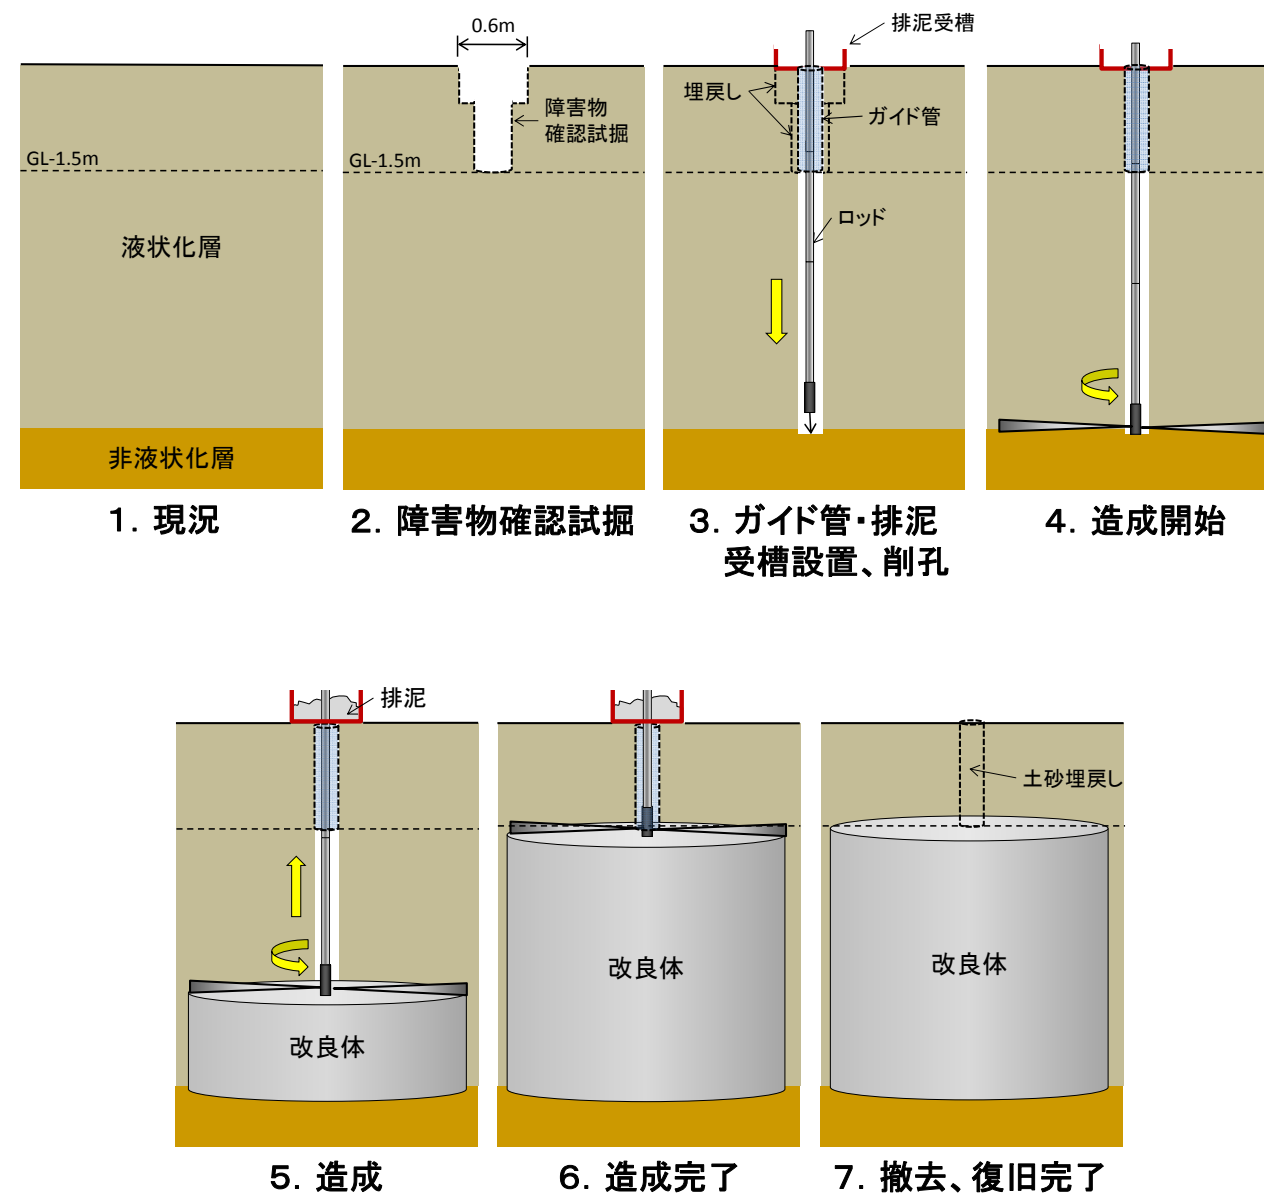 GL-1.5m
液状化層
非液状化層
1. 現況
0.6m
障害物
確認試掘
GL-1.5m
2. 障害物確認試掘
排泥受槽
埋戻し
ガイド管
ロッド
3. ガイド管・排泥
受槽設置、削孔
4. 造成開始
排泥
改良体
5. 造成
改良体
6. 造成完了
土砂埋戻し
改良体
7. 撤去、復旧完了